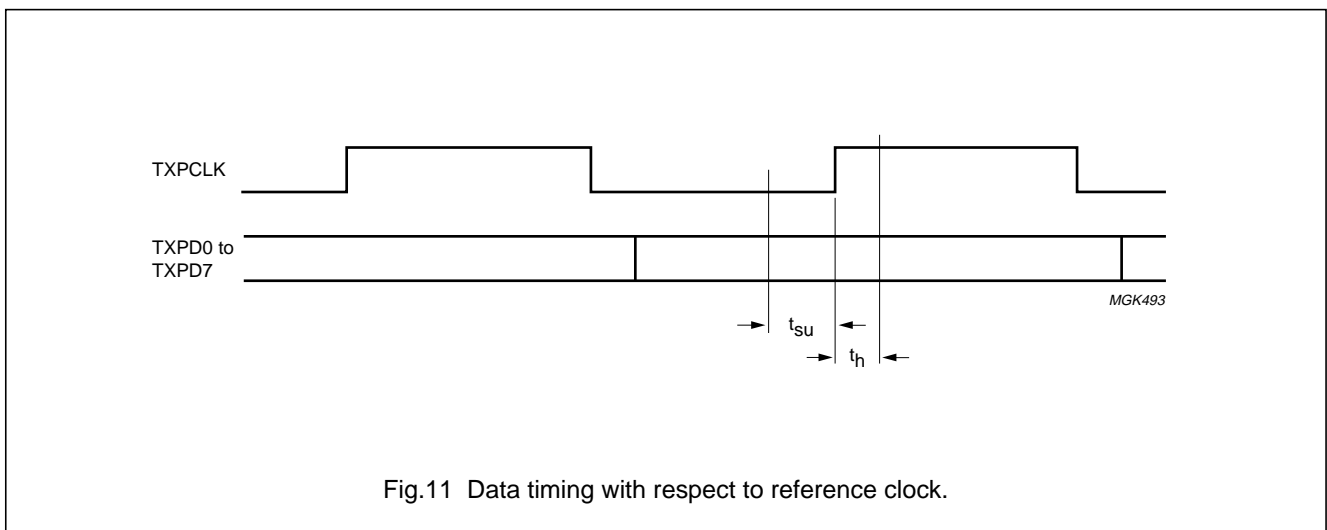 TXPCLK
TXPD0 to
TXPD7
MGK493
tsu
th
Fig.11 Data timing with respect to reference clock.